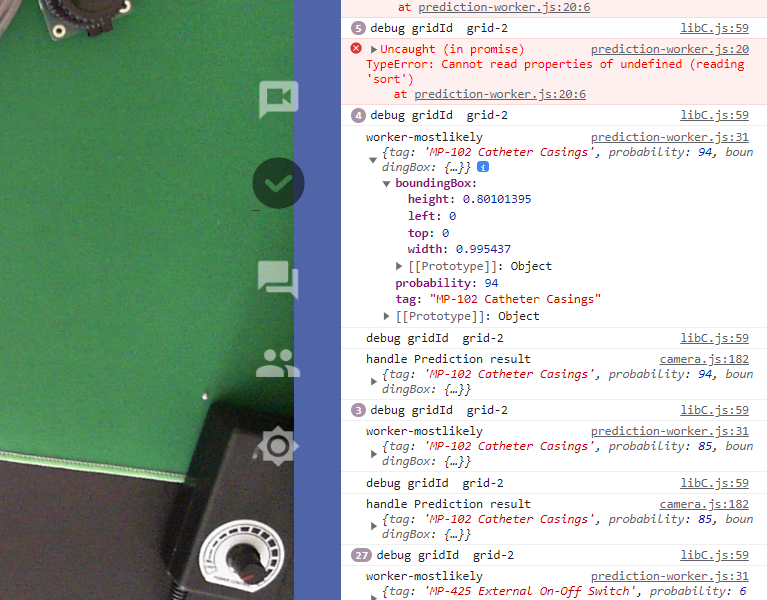 at prediction-worker.js:20:6
5 debug gridId grid-2 libC.js:59
Uncaught (in promise) prediction-worker.js:20
TypeError: Cannot read properties of undefined (reading
'sort')
at prediction-worker.js:20:6
4 debug gridId grid-2 libC.js:59
worker-mostlikely prediction-worker.js:31
{tag: 'MP-102 Catheter Casings', probability: 94, boun
dingBox: {…}} i
boundingBox:
height: 0.80101395
left: 0
top: 0
width: 0.995437
[[Prototype]]: Object
probability: 94
tag: "MP-102 Catheter Casings"
[[Prototype]]: Object
debug gridId grid-2 libC.js:59
handle Prediction result camera.js:182
{tag: 'MP-102 Catheter Casings', probability: 94, boun
dingBox: {…}}
3 debug gridId grid-2 libC.js:59
worker-mostlikely prediction-worker.js:31
{tag: 'MP-102 Catheter Casings', probability: 85, boun
dingBox: {…}}
debug gridId grid-2 libC.js:59
handle Prediction result camera.js:182
{tag: 'MP-102 Catheter Casings', probability: 85, boun
dingBox: {…}}
27 debug gridId grid-2 libC.js:59
worker-mostlikely prediction-worker.js:31
{tag: 'MP-425 External On-Off Switch', probability: 6